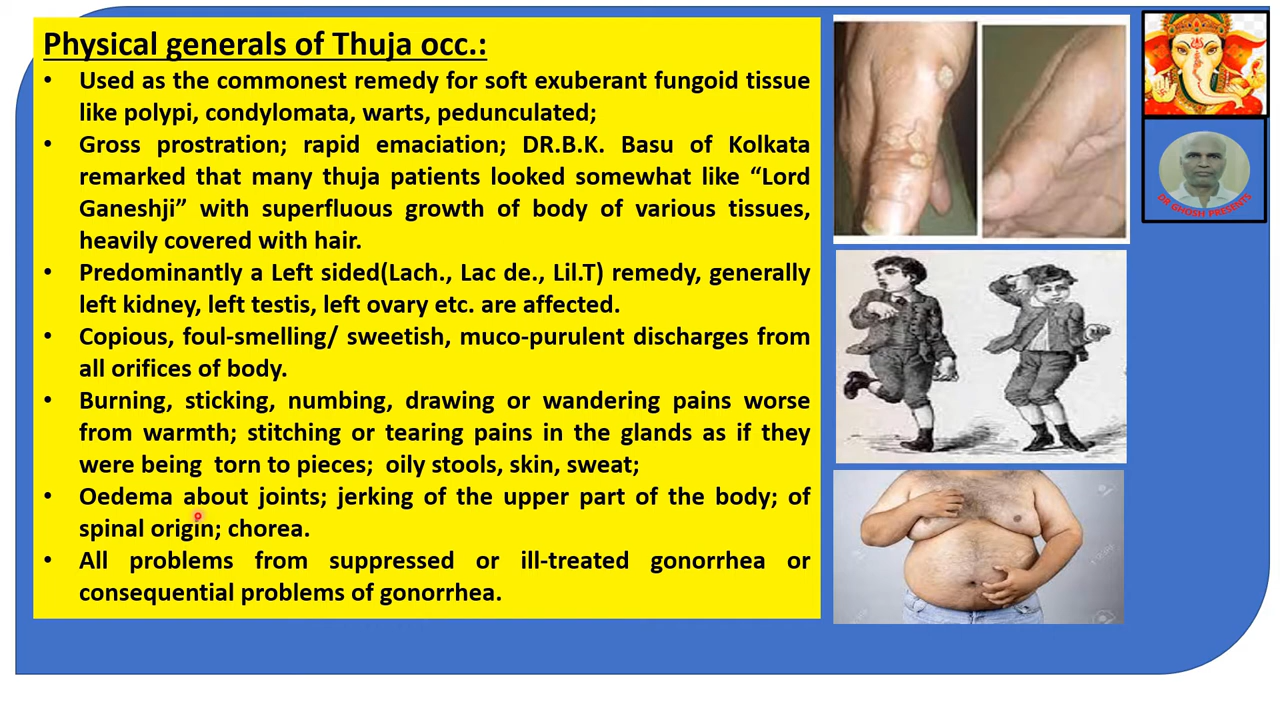 Physical generals of Thuja occ.:
• Used as the commonest remedy for soft exuberant fungoid tissue
like polypi, condylomata, warts, pedunculated;
• Gross prostration; rapid emaciation; DR.B.K. Basu of Kolkata
remarked that many thuja patients looked somewhat like “Lord
Ganeshji” with superfluous growth of body of various tissues,
heavily covered with hair.
• Predominantly a Left sided(Lach., Lac de., Lil.T) remedy, generally
left kidney, left testis, left ovary etc. are affected.
• Copious, foul-smelling/ sweetish, muco-purulent discharges from
all orifices of body.
• Burning, sticking, numbing, drawing or wandering pains worse
from warmth; stitching or tearing pains in the glands as if they
were being torn to pieces; oily stools, skin, sweat;
• Oedema about joints; jerking of the upper part of the body; of
spinal origin; chorea.
• All problems from suppressed or ill-treated gonorrhea or
consequential problems of gonorrhea.
DR GHOSH PRESENTS